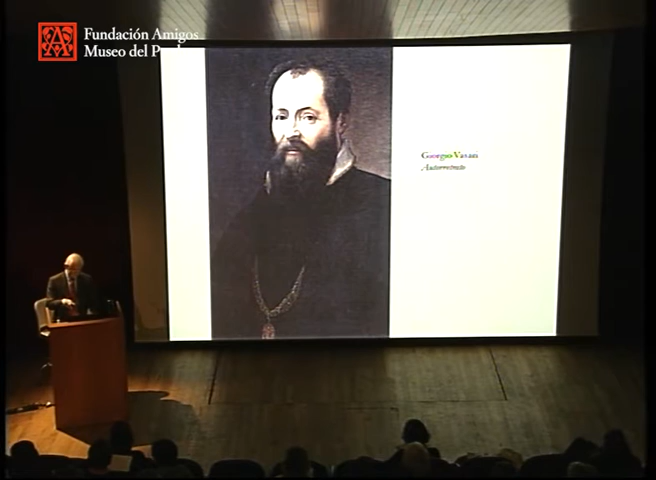 Fundación Amigos
Museo del
Giorgio Vasari
Autorretrato